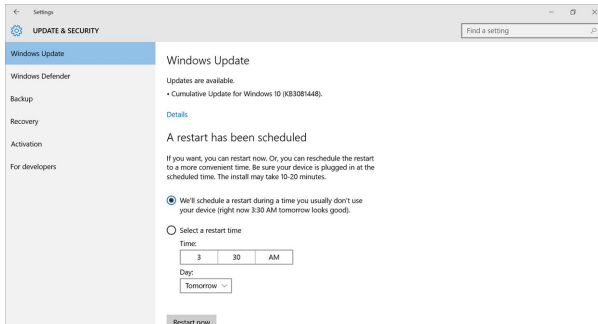 Settings
UPDATE & SECURITY
Find a setting
Windows Update
Windows Defender
Backup
Recovery
Activation
For developers
Windows Update
Updates are available.
• Cumulative Update for Windows 10 (KB3081448).
Details
A restart has been scheduled
If you want, you can restart now. Or, you can reschedule the restart
to a more convenient time. Be sure your device is plugged in at the
scheduled time. The install may take 10-20 minutes.
We'll schedule a restart during a time you usually don't use
your device (right now 3:30 AM tomorrow looks good).
Select a restart time
Time:
3 30 AM
Day:
Tomorrow
Restart now